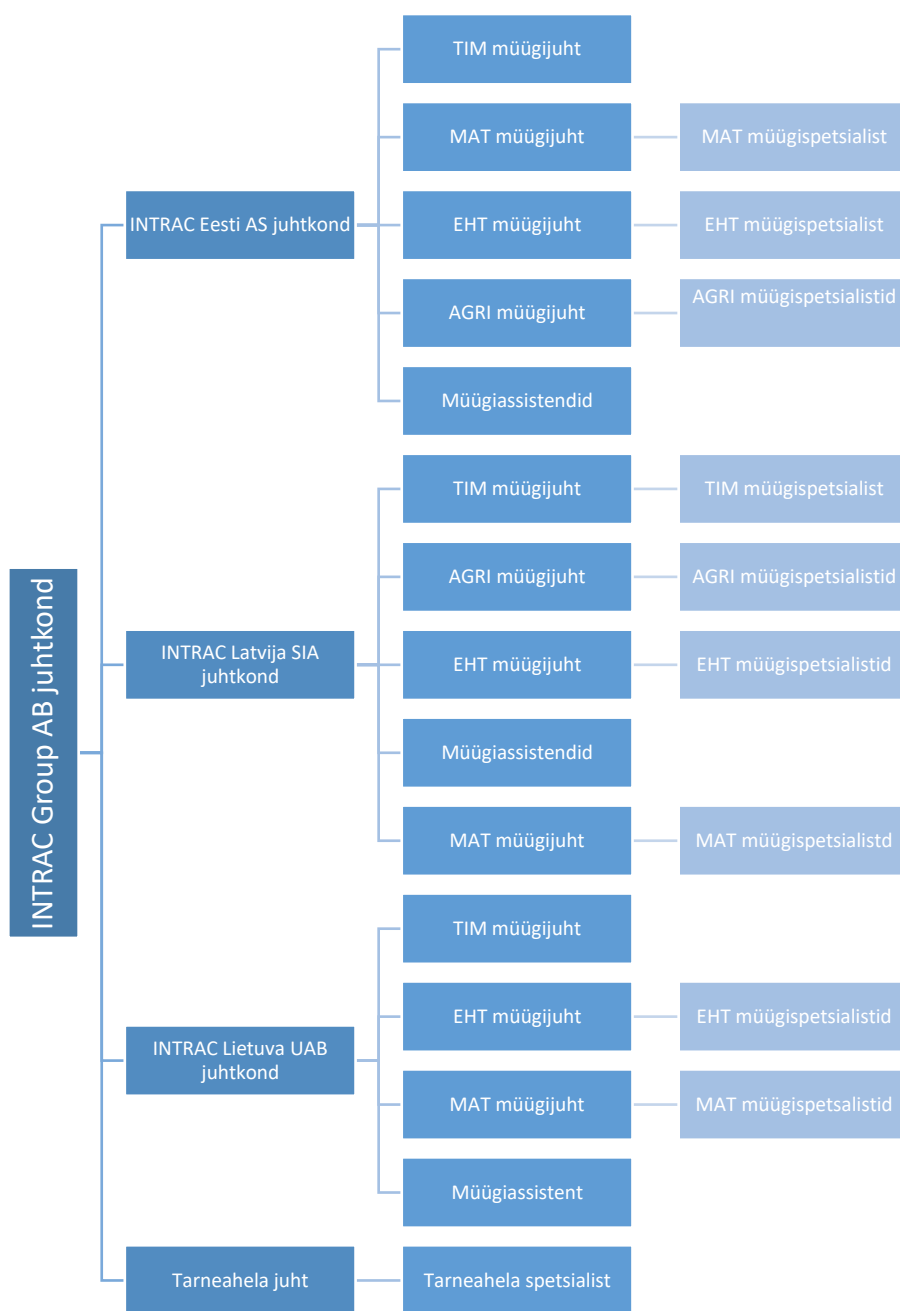 INTRAC Group AB juhtkond
INTRAC Eesti AS juhtkond
TIM müügijuht
MAT müügijuht
MAT müügispetsialist
EHT müügijuht
EHT müügispetsialist
AGRI müügijuht
AGRI müügispetsialistid
Müügiassistendid
INTRAC Latvija SIA
juhtkond
TIM müügijuht
TIM müügispetsialist
AGRI müügijuht
AGRI müügispetsialistid
EHT müügijuht
EHT müügispetsialistid
Müügiassistendid
MAT müügijuht
MAT müügispetsialistd
INTRAC Lietuva UAB
juhtkond
TIM müügijuht
EHT müügijuht
EHT müügispetsialistid
MAT müügijuht
MAT müügispetsalistid
Müügiassistent
Tarneahela juht
Tarneahela spetsialist